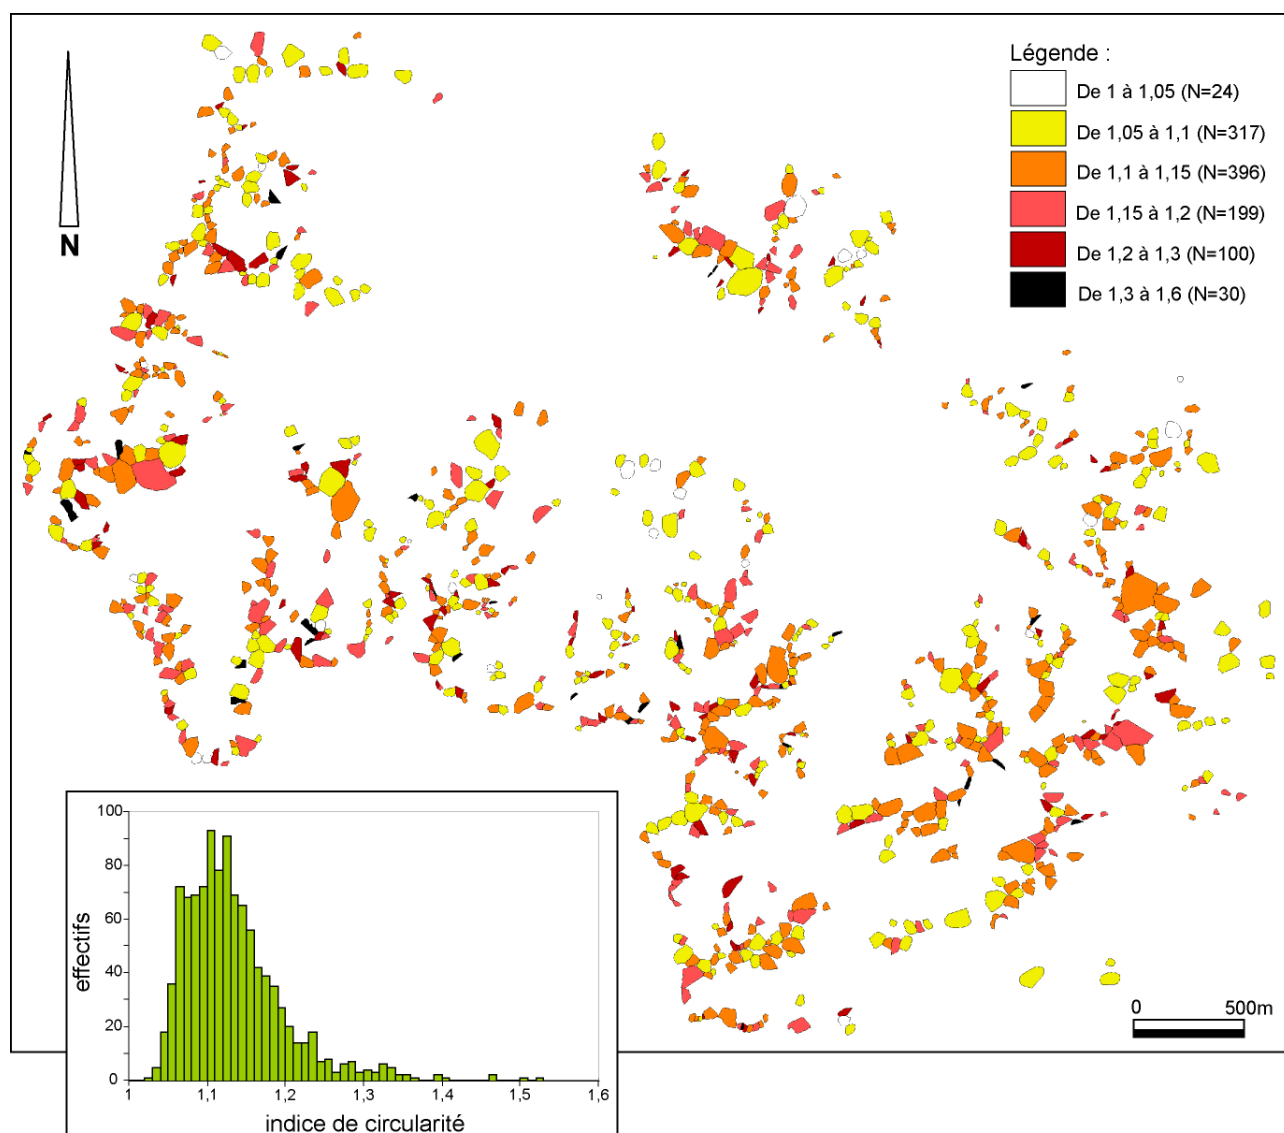 N
Légende :
De 1 à 1,05 (N=24)
De 1,05 à 1,1 (N=317)
De 1,1 à 1,15 (N=396)
De 1,15 à 1,2 (N=199)
De 1,2 à 1,3 (N=100)
De 1,3 à 1,6 (N=30)
0 500m
effectifs
100
80
60
40
20
0
1 1,1 1,2 1,3 1,4 1,5 1,6
indice de circularité